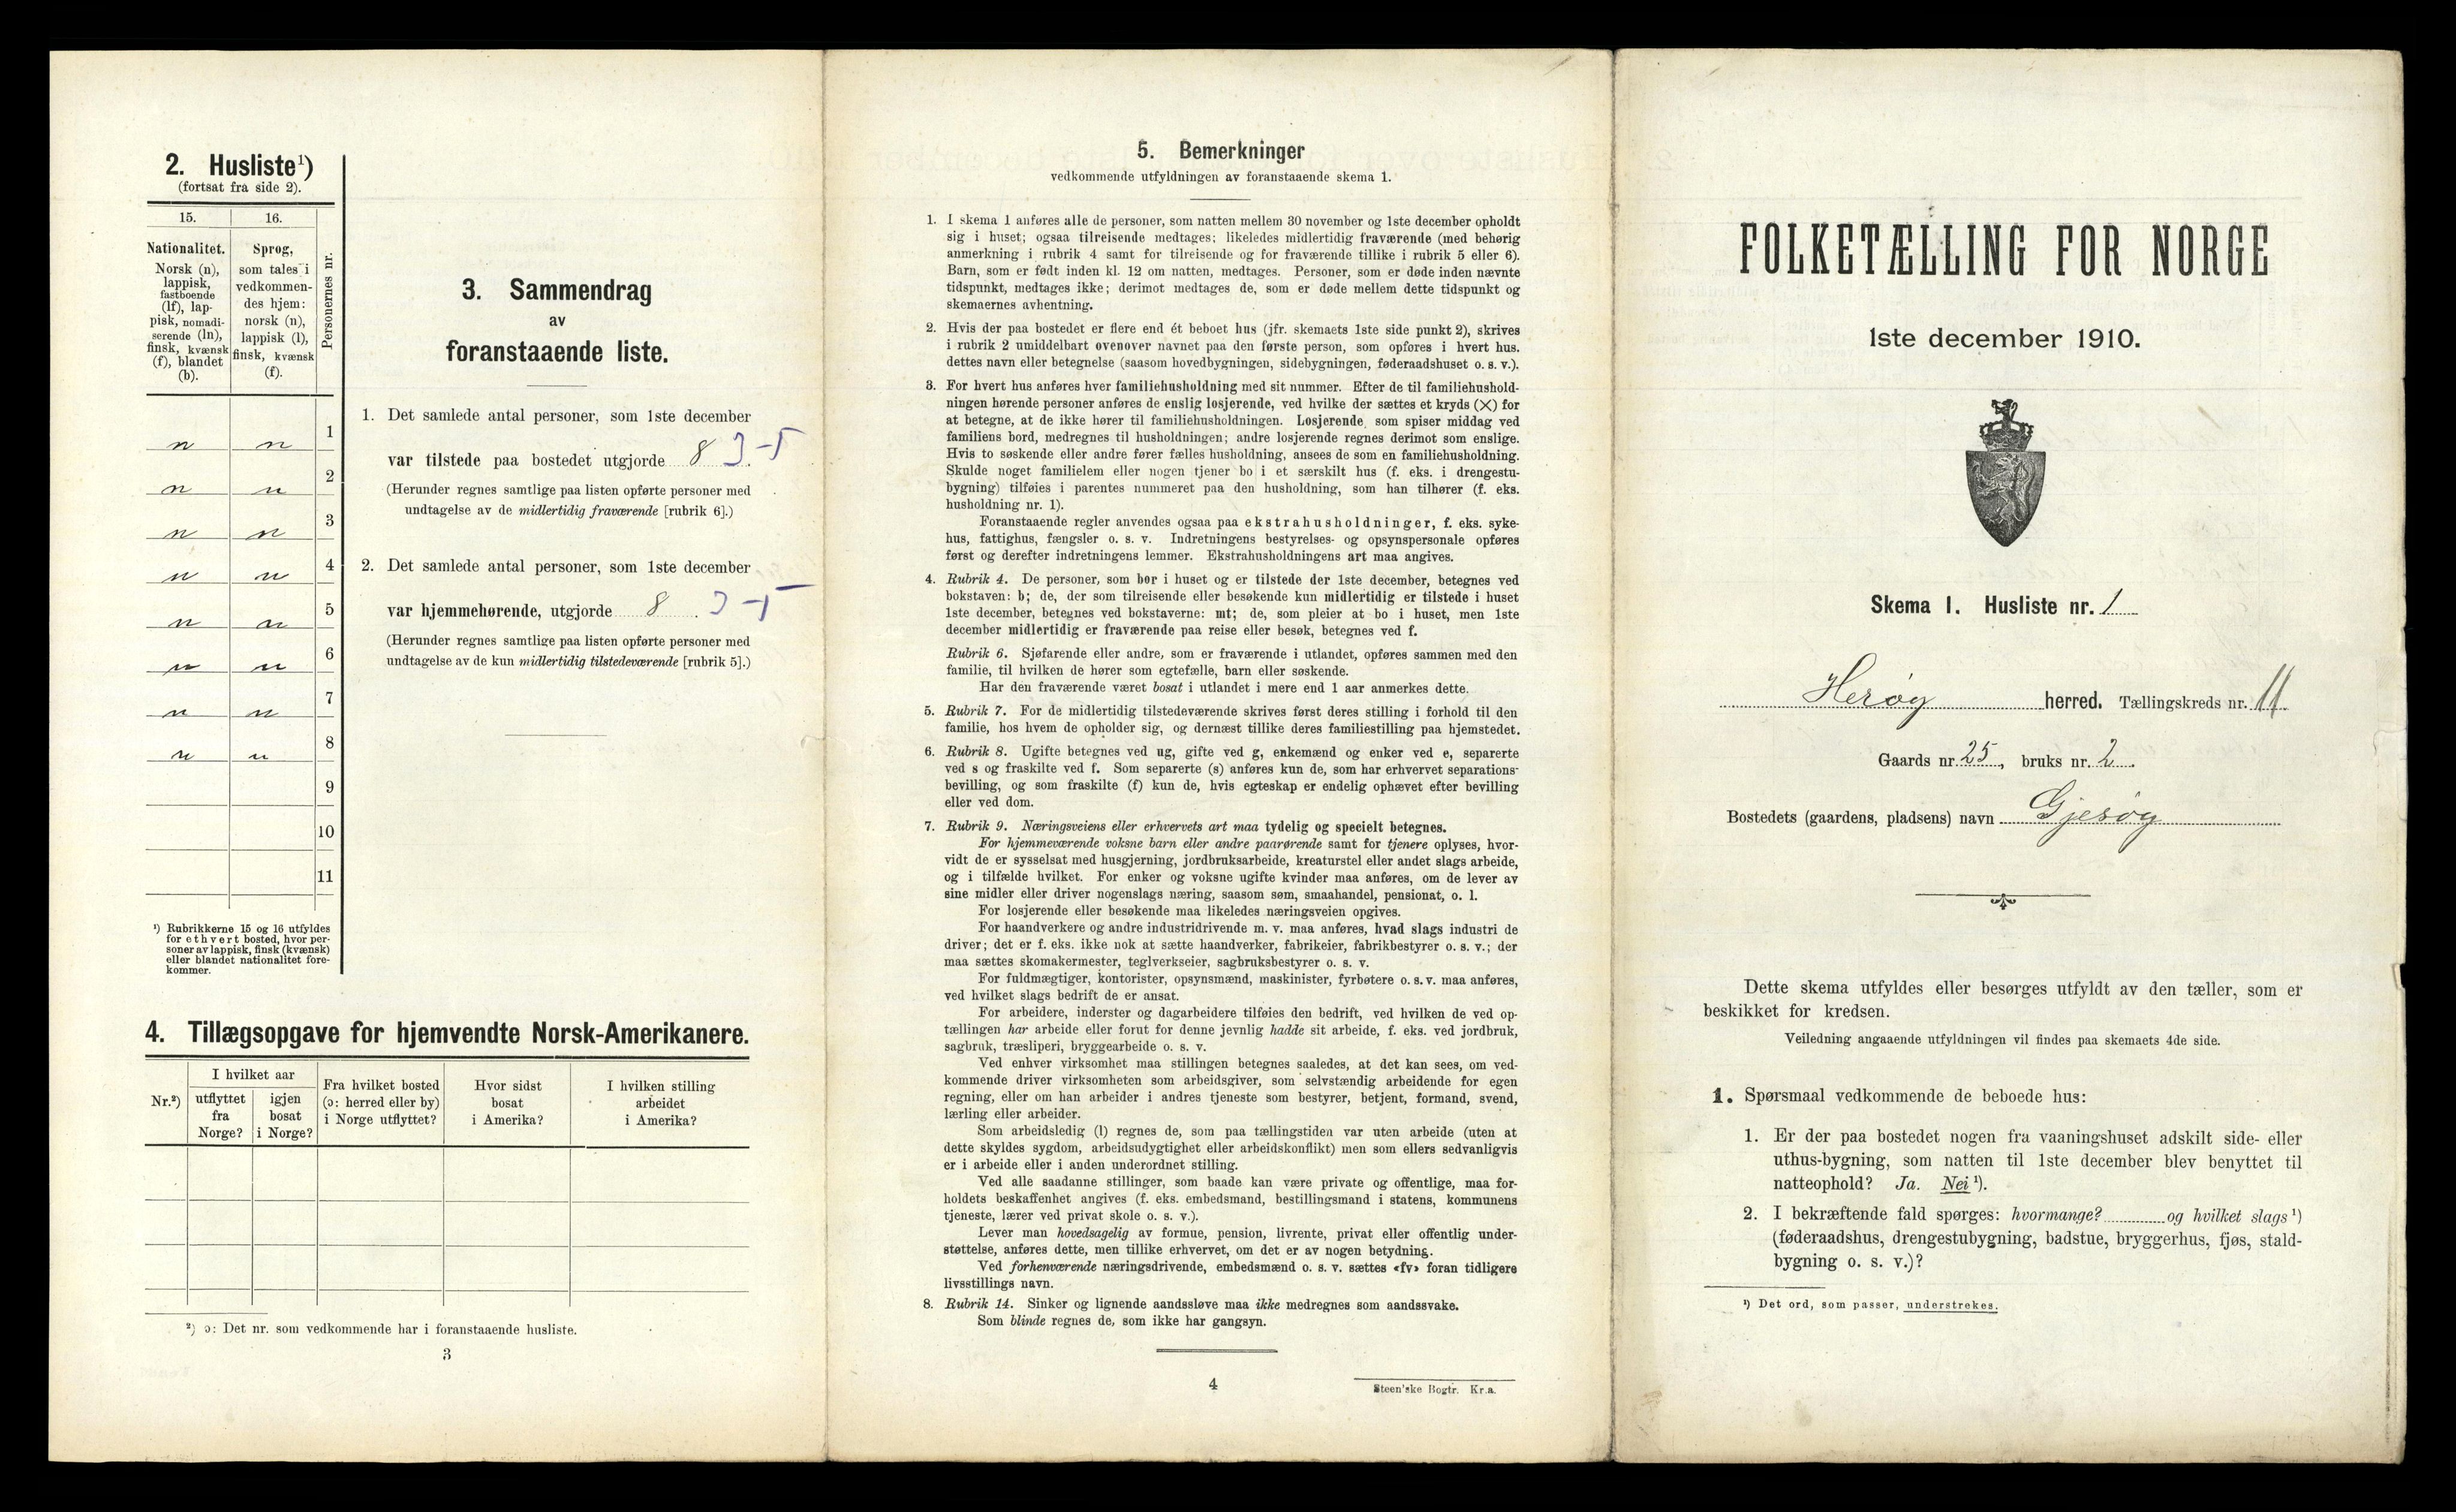 2. Husliste¹)
(fortsat fra side 2).
15. 16.
Nationalitet.
Norsk (n),
lappisk,
fastboende
(lf), lap-
pisk, nomadi-
serende (ln),
finsk, kvænsk
(f), blandet
(b).
Sprog,
som tales i
vedkommen-
des hjem:
norsk (n),
lappisk (l),
finsk, kvænsk
(f).
Personernes nr.
n n 1
n n 2
n n 3
n n 4
n n 5
n n 6
n n 7
n n 8
9
10
11
¹) Rubrikkerne 15 og 16 utfyldes
for ethvert bosted, hvor per-
soner av lappisk, finsk (kvænsk)
eller blandet nationalitet fore-
kommer.
3. Sammendrag
av
foranstaaende liste.
1. Det samlede antal personer, som 1ste december
var tilstede paa bostedet utgjorde 8 3-5
(Herunder regnes samtlige paa listen opførte personer med
undtagelse av de midlertidig fraværende [rubrik 6].)
2. Det samlede antal personer, som 1ste december
var hjemmehørende, utgjorde 8 3-5
(Herunder regnes samtlige paa listen opførte personer med
undtagelse av de kun midlertidig tilstedeværende [rubrik 5].)
4. Tillægsopgave for hjemvendte Norsk-Amerikanere.
Nr.²)
I hvilket aar
utflyttet
fra
Norge?
igjen
bosat
i Norge?
Fra hvilket bosted
(ɔ: herred eller by)
i Norge utflyttet?
Hvor sidst
bosat
i Amerika?
I hvilken stilling
arbeidet
i Amerika?
²) ɔ: Det nr. som vedkommende har i foranstaaende husliste.
3
5. Bemerkninger
vedkommende utfyldningen av foranstaaende skema 1.
1. I skema 1 anføres alle de personer, som natten mellem 30 november og 1ste december opholdt
sig i huset; ogsaa tilreisende medtages; likeledes midlertidig fraværende (med behørig
anmerkning i rubrik 4 samt for tilreisende og for fraværende tillike i rubrik 5 eller 6).
Barn, som er født inden kl. 12 om natten, medtages. Personer, som er døde inden nævnte
tidspunkt, medtages ikke; derimot medtages de, som er døde mellem dette tidspunkt og
skemaernes avhentning.
2. Hvis der paa bostedet er flere end ét beboet hus (jfr. skemaets 1ste side punkt 2), skrives
i rubrik 2 umiddelbart ovenover navnet paa den første person, som opføres i hvert hus.
dettes navn eller betegnelse (saasom hovedbygningen, sidebygningen, føderaadshuset o. s. v.).
3. For hvert hus anføres hver familiehusholdning med sit nummer. Efter de til familiehushold-
ningen hørende personer anføres de enslig losjerende, ved hvilke der sættes et kryds (×) for
at betegne, at de ikke hører til familiehusholdningen. Losjerende som spiser middag ved
familiens bord, medregnes til husholdningen; andre losjerende regnes derimot som enslige.
Hvis to søskende eller andre fører fælles husholdning, ansees de som en familiehusholdning.
Skulde noget familielem eller nogen tjener bo i et særskilt hus (f. eks. i drengestu-
bygning) tilføies i parentes nummeret paa den husholdning, som han tilhører (f. eks.
husholdning nr. 1).
Foranstaaende regler anvendes ogsaa paa ekstrahusholdninger, f. eks. syke-
hus, fattighus, fængsler o. s. v. Indretningens bestyrelses- og opsynspersonale opføres
først og derefter indretningens lemmer. Ekstrahusholdningens art maa angives.
4. Rubrik 4. De personer, som bor i huset og er tilstede der 1ste december, betegnes ved
bokstaven: b; de, der som tilreisende eller besøkende kun midlertidig er tilstede i huset
1ste december, betegnes ved bokstaverne: mt; de, som pleier at bo i huset, men 1ste
december midlertidig er fraværende paa reise eller besøk, betegnes ved f.
Rubrik 6. Sjøfarende eller andre, som er fraværende i utlandet, opføres sammen med den
familie, til hvilken de hører som egtefælle, barn eller søskende.
Har den fraværende været bosat i utlandet i mere end 1 aar anmerkes dette.
5. Rubrik 7. For de midlertidig tilstedeværende skrives først deres stilling i forhold til den
familie, hos hvem de opholder sig, og dernæst tillike deres familiestilling paa hjemstedet.
6. Rubrik 8. Ugifte betegnes ved ug, gifte ved g, enkemænd og enker ved e, separerte
ved s og fraskilte ved f. Som separerte (s) anføres kun de, som har erhvervet separations-
bevilling, og som fraskilte (f) kun de, hvis egteskap er endelig ophævet efter bevilling
eller ved dom.
7. Rubrik 9. Næringsveiens eller erhvervets art maa tydelig og specielt betegnes.
For hjemmeværende voksne barn eller andre paarørende samt for tjenere oplyses, hvor-
vidt de er sysselsat med husgjerning, jordbruksarbeide, kreaturstel eller andet slags arbeide,
og i tilfælde hvilket. For enker og voksne ugifte kvinder maa anføres, om de lever av
sine midler eller driver nogenslags næring, saasom søm, smaahandel, pensionat, o. l.
For losjerende eller besøkende maa likeledes næringsveien opgives.
For haandverkere og andre industridrivende m. v. maa anføres, hvad slags industri de
driver; det er f. eks. ikke nok at sætte haandverker, fabrikeier, fabrikbestyrer o. s. v.; der
maa sættes skomakermester, teglverkseier, sagbruksbestyrer o. s. v.
For fuldmægtiger, kontorister, opsynsmænd, maskinister, fyrbøtere o. s. v. maa anføres,
ved hvilket slags bedrift de er ansat.
For arbeidere, inderster og dagarbeidere tilføies den bedrift, ved hvilken de ved op-
tællingen har arbeide eller forut for denne jevnlig hadde sit arbeide, f. eks. ved jordbruk,
sagbruk, træsliperi, bryggearbeide o. s. v.
Ved enhver virksomhet maa stillingen betegnes saaledes, at det kan sees, om ved-
kommende driver virksomheten som arbeidsgiver, som selvstændig arbeidende for egen
regning, eller om han arbeider i andres tjeneste som bestyrer, betjent, formand, svend,
lærling eller arbeider.
Som arbeidsledig (l) regnes de, som paa tællingstiden var uten arbeide (uten at
dette skyldes sygdom, arbeidsudygtighet eller arbeidskonflikt) men som ellers sedvanligvis
er i arbeide eller i anden underordnet stilling.
Ved alle saadanne stillinger, som baade kan være private og offentlige, maa for-
holdets beskaffenhet angives (f. eks. embedsmand, bestillingsmand i statens, kommunens
tjeneste, lærer ved privat skole o. s. v.).
Lever man hovedsagelig av formue, pension, livrente, privat eller offentlig under-
støttelse, anføres dette, men tillike erhvervet, om det er av nogen betydning.
Ved forhenværende næringsdrivende, embedsmænd o. s. v. sættes «fv» foran tidligere
livsstillings navn.
8. Rubrik 14. Sinker og lignende aandssløve maa ikke medregnes som aandssvake.
Som blinde regnes de, som ikke har gangsyn.
4
Steen'ske Bogtr. Kr.a.
FOLKETÆLLING FOR NORGE
1ste december 1910.
Skema 1. Husliste nr. 1
Herøy herred. Tællingskreds nr. 11
Gaards nr. 25, bruks nr. 2.
Bostedets (gaardens, pladsens) navn Gjesøy
Dette skema utfyldes eller besørges utfyldt av den tæller, som er
beskikket for kredsen.
Veiledning angaaende utfyldningen vil findes paa skemaets 4de side.
1. Spørsmaal vedkommende de beboede hus:
1. Er der paa bostedet nogen fra vaaningshuset adskilt side- eller
uthus-bygning, som natten til 1ste december blev benyttet til
natteophold? Ja. Nei ¹).
2. I bekræftende fald spørges: hvormange? og hvilket slags ¹)
(føderaadshus, drengestubygning, badstue, bryggerhus, fjøs, stald-
bygning o. s. v.)?
¹) Det ord, som passer, understrekes.